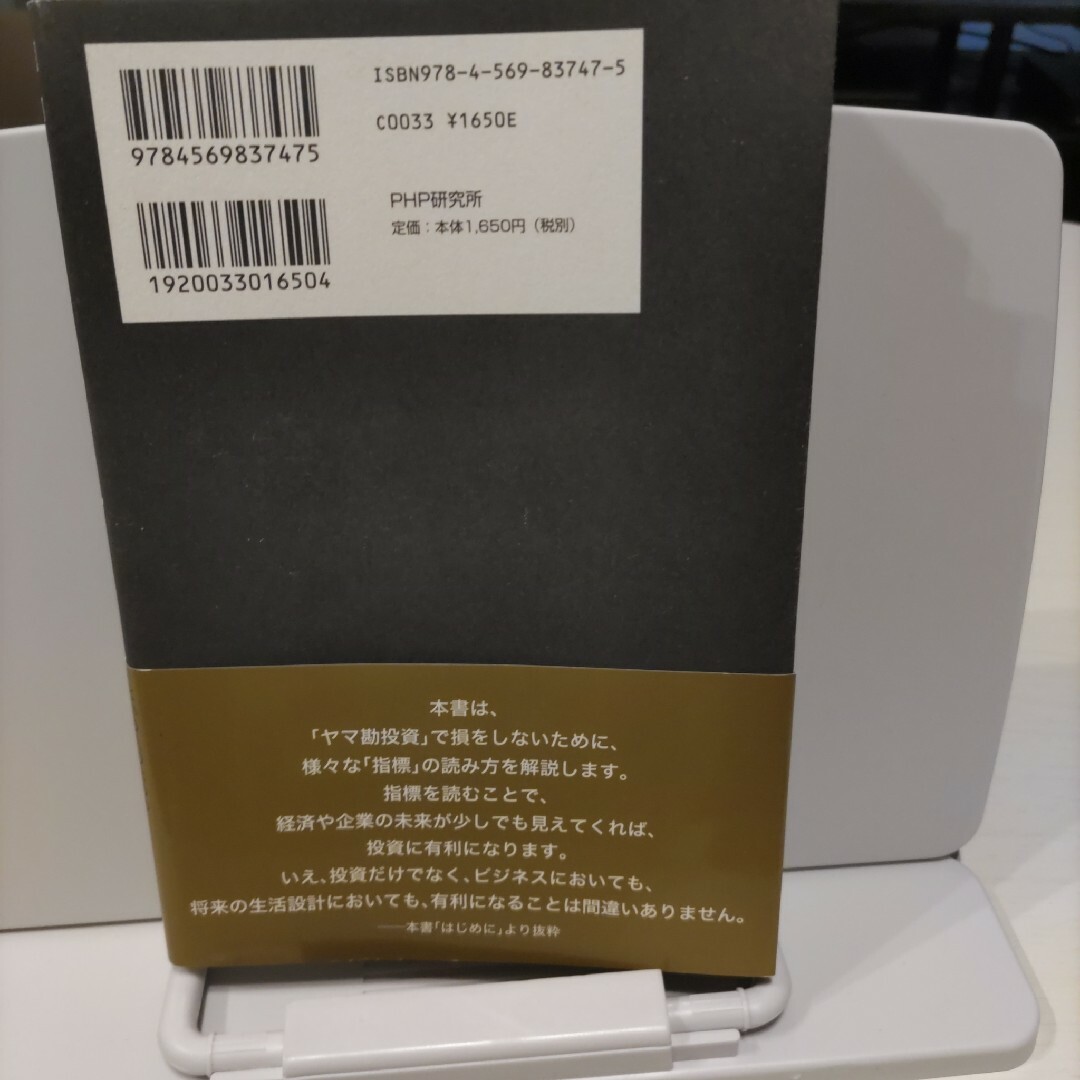 ISBN978-4-569-83747-5
9784569837475
C0033 ¥1650E
1920033016504
PHP研究所
定価：本体1,650円（税別）
本書は、
「ヤマ勘投資」で損をしないために、
様々な「指標」の読み方を解説します。
指標を読むことで、
経済や企業の未来が少しでも見えてくれば、
投資に有利になります。
いえ、投資だけでなく、ビジネスにおいても、
将来の生活設計においても、有利になることは間違いありません。
──本書「はじめに」より抜粋